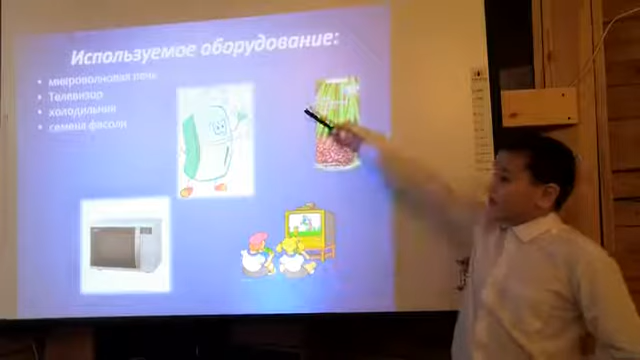 Используемое оборудование:
• микроволновая печь
• Телевизор
• холодильник
• семена фасоли